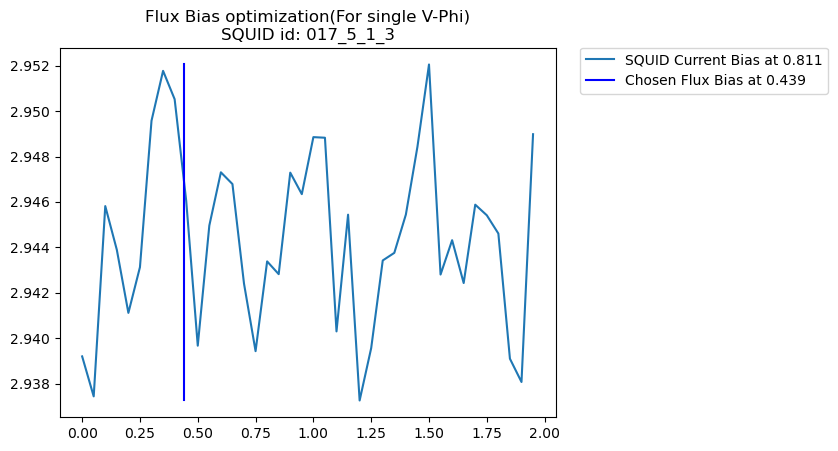 Flux Bias optimization(For single V-Phi)
SQUID id: 017_5_1_3
SQUID Current Bias at 0.811
Chosen Flux Bias at 0.439
2.952
2.950
2.948
2.946
2.944
2.942
2.940
2.938
0.00 0.25 0.50 0.75 1.00 1.25 1.50 1.75 2.00